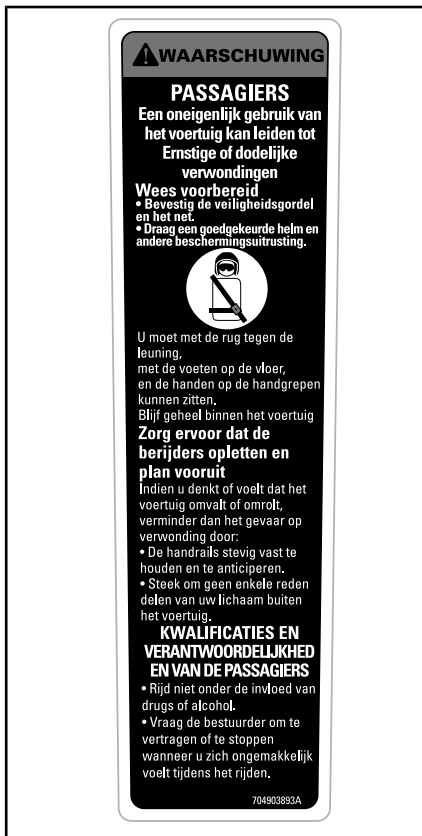 WAARSCHUWING
PASSAGIERS
Een oneigenlijk gebruik van
het voertuig kan leiden tot
Ernstige of dodelijke
verwondingen
Wees voorbereid
• Bevestig de veiligheidsgordel
en het net.
• Draag een goedgekeurde helm en
andere beschermingsuitrusting.
U moet met de rug tegen de
leuning,
met de voeten op de vloer,
en de handen op de handgrepen
kunnen zitten.
Blijf geheel binnen het voertuig
Zorg ervoor dat de
berijders opletten en
plan vooruit
Indien u denkt of voelt dat het
voertuig omvalt of omrolt,
verminder dan het gevaar op
verwonding door:
• De handrails stevig vast te
houden en te anticiperen.
• Steek om geen enkele reden
delen van uw lichaam buiten
het voertuig.
KWALIFICATIES EN
VERANTWOORDELIJKHED
EN VAN DE PASSAGIERS
• Rijd niet onder de invloed van
drugs of alcohol.
• Vraag de bestuurder om te
vertragen of te stoppen
wanneer u zich ongemakkelijk
voelt tijdens het rijden.
704903893A